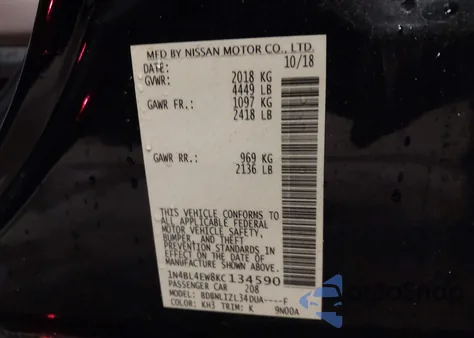 MFD BY NISSAN MOTOR CO., LTD.
DATE: 10/18
GVWR: 2018 KG
4449 LB
GAWR FR.: 1097 KG
2418 LB
GAWR RR.: 969 KG
2136 LB
THIS VEHICLE CONFORMS TO
ALL APPLICABLE FEDERAL
MOTOR VEHICLE SAFETY,
BUMPER, AND THEFT
PREVENTION STANDARDS IN
EFFECT ON THE DATE OF
MANUFACTURE SHOWN ABOVE.
1N4BL4EW8KC134590
PASSENGER CAR 208
MODEL: BDBNLIZL34DUA----F
COLOR: KH3 TRIM: K 9N00A
CarsFromSnap